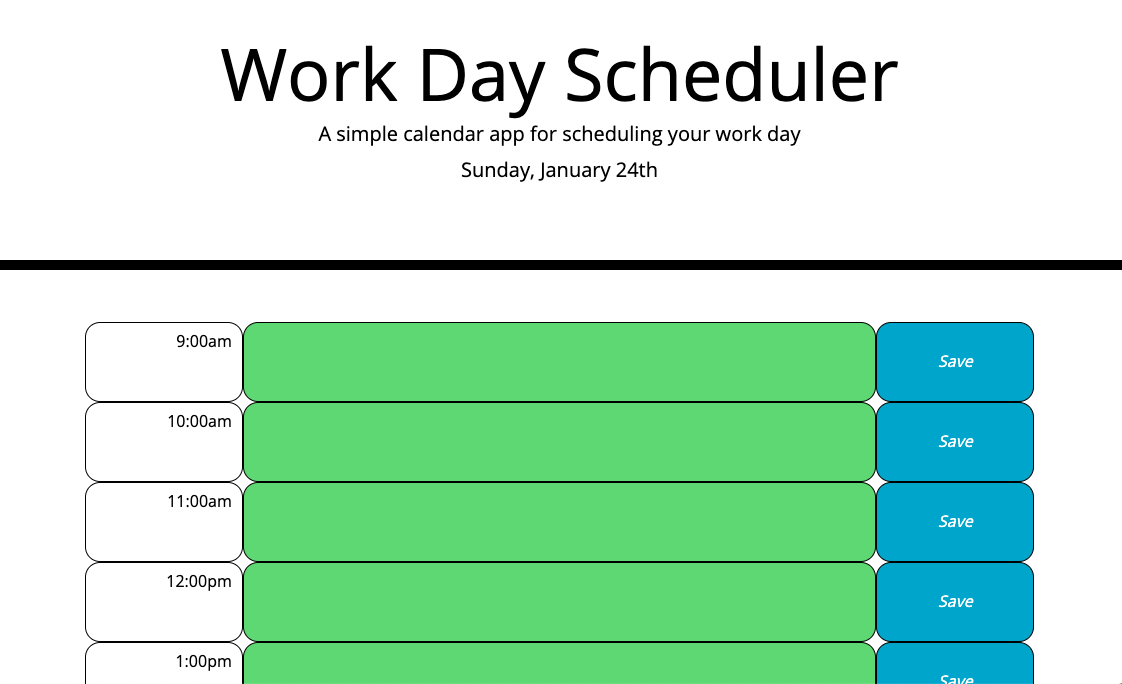 Work Day Scheduler
A simple calendar app for scheduling your work day
Sunday, January 24th
9:00am
Save
10:00am
Save
11:00am
Save
12:00pm
Save
1:00pm
Save